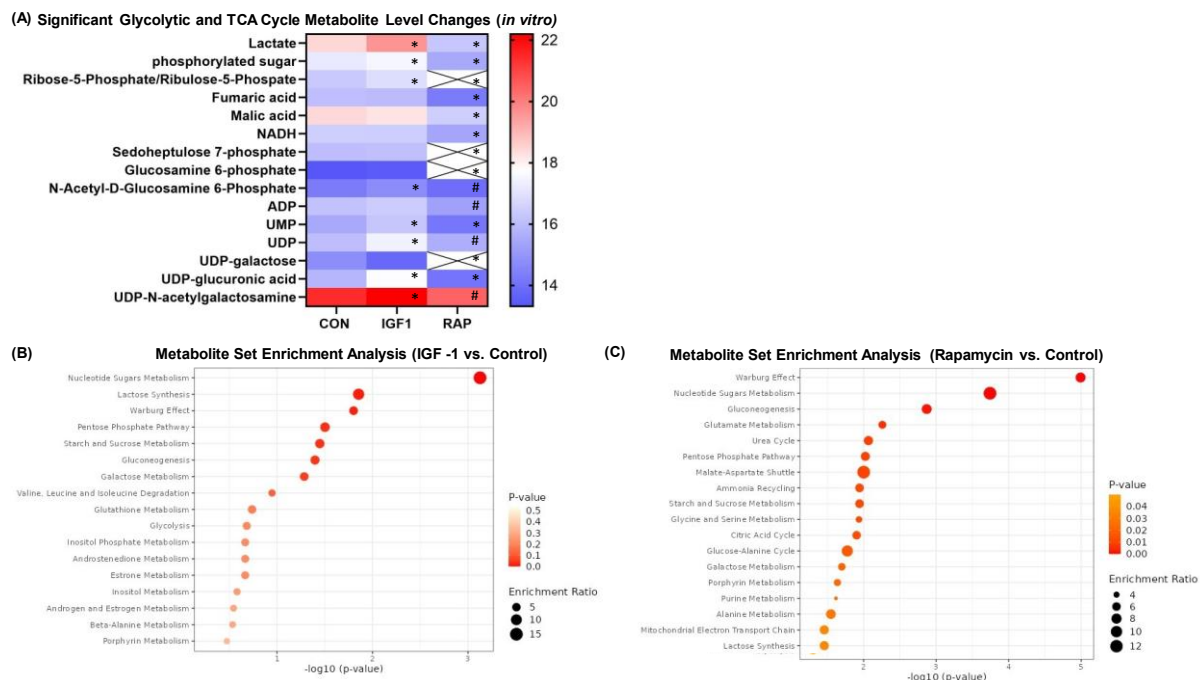 (A) Significant Glycolytic and TCA Cycle Metabolite Level Changes (in vitro)
Lactate
phosphorylated sugar
Ribose-5-Phosphate/Ribulose-5-Phospate
Fumaric acid
Malic acid
NADH
Sedoheptulose 7-phosphate
Glucosamine 6-phosphate
N-Acetyl-D-Glucosamine 6-Phosphate
ADP
UMP
UDP
UDP-galactose
UDP-glucuronic acid
UDP-N-acetylgalactosamine
* *
* *
* *
*
*
*
*
*
* #
#
* *
* #
*
* *
* #
CON IGF1 RAP
22
20
18
16
14
(B) Metabolite Set Enrichment Analysis (IGF -1 vs. Control)
Nucleotide Sugars Metabolism
Lactose Synthesis
Warburg Effect
Pentose Phosphate Pathway
Starch and Sucrose Metabolism
Gluconeogenesis
Galactose Metabolism
Valine, Leucine and Isoleucine Degradation
Glutathione Metabolism
Glycolysis
Inositol Phosphate Metabolism
Androstenedione Metabolism
Estrone Metabolism
Inositol Metabolism
Androgen and Estrogen Metabolism
Beta-Alanine Metabolism
Porphyrin Metabolism
1 2 3
-log10 (p-value)
P-value
0.5
0.4
0.3
0.2
0.1
0.0
Enrichment Ratio
5
10
15
(C) Metabolite Set Enrichment Analysis (Rapamycin vs. Control)
Warburg Effect
Nucleotide Sugars Metabolism
Gluconeogenesis
Glutamate Metabolism
Urea Cycle
Pentose Phosphate Pathway
Malate-Aspartate Shuttle
Ammonia Recycling
Starch and Sucrose Metabolism
Glycine and Serine Metabolism
Citric Acid Cycle
Glucose-Alanine Cycle
Galactose Metabolism
Porphyrin Metabolism
Purine Metabolism
Alanine Metabolism
Mitochondrial Electron Transport Chain
Lactose Synthesis
2 3 4 5
-log10 (p-value)
P-value
0.04
0.03
0.02
0.01
0.00
Enrichment Ratio
4
6
8
10
12